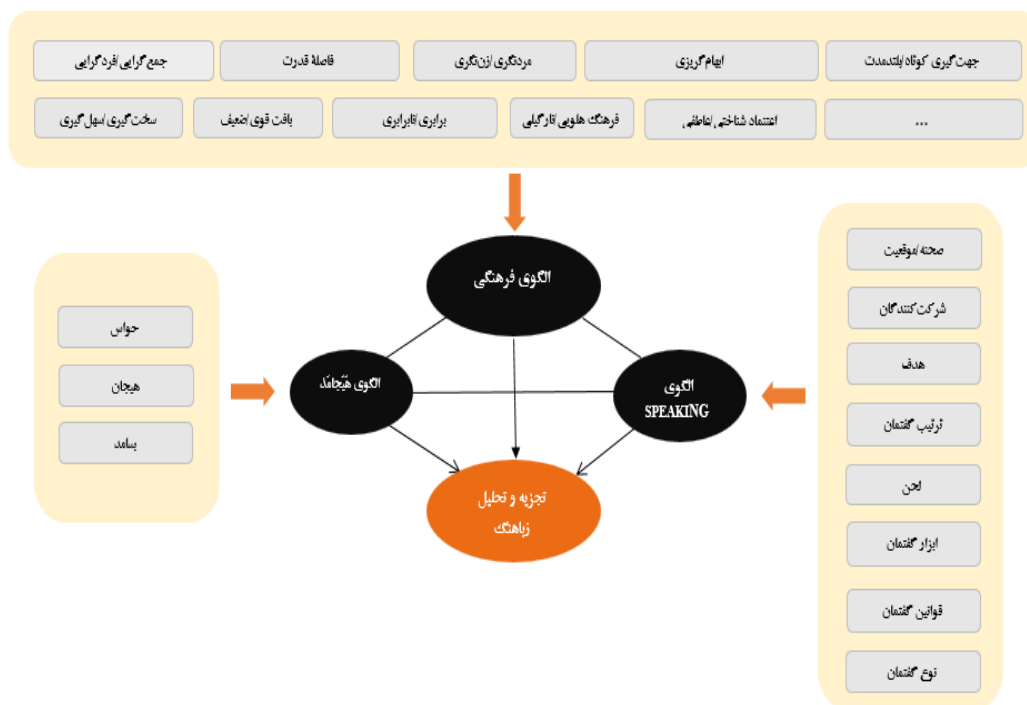 جمع‌گرایی/فردگرایی
فاصلهٔ قدرت
مردنگری/زن‌نگری
ابهام‌گریزی
جهت‌گیری کوتاه/بلندمدت
سخت‌گیری/سهل‌گیری
بافت قوی/ضعیف
برابری/نابرابری
فرهنگ هلویی/نارگیلی
اعتماد شناختی/عاطفی
...
الگوی فرهنگی
حواس
هیجان
بسامد
الگوی هَیَجامَد
الگوی
SPEAKING
تجزیه و تحلیل
زباهنگ
صحنه/موقعیت
شرکت‌کنندگان
هدف
ترتیب گفتمان
لحن
ابزار گفتمان
قوانین گفتمان
نوع گفتمان